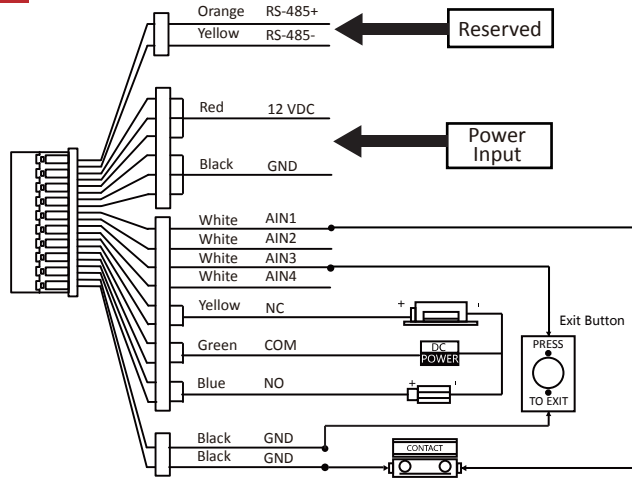 Orange RS-485+
Yellow RS-485-
Reserved
Red 12 VDC
Power
Input
Black GND
White AIN1
White AIN2
White AIN3
White AIN4
Yellow NC
+ -
Exit Button
Green COM
DC
POWER
PRESS
TO EXIT
Blue NO
+ -
Black GND
Black GND
CONTACT